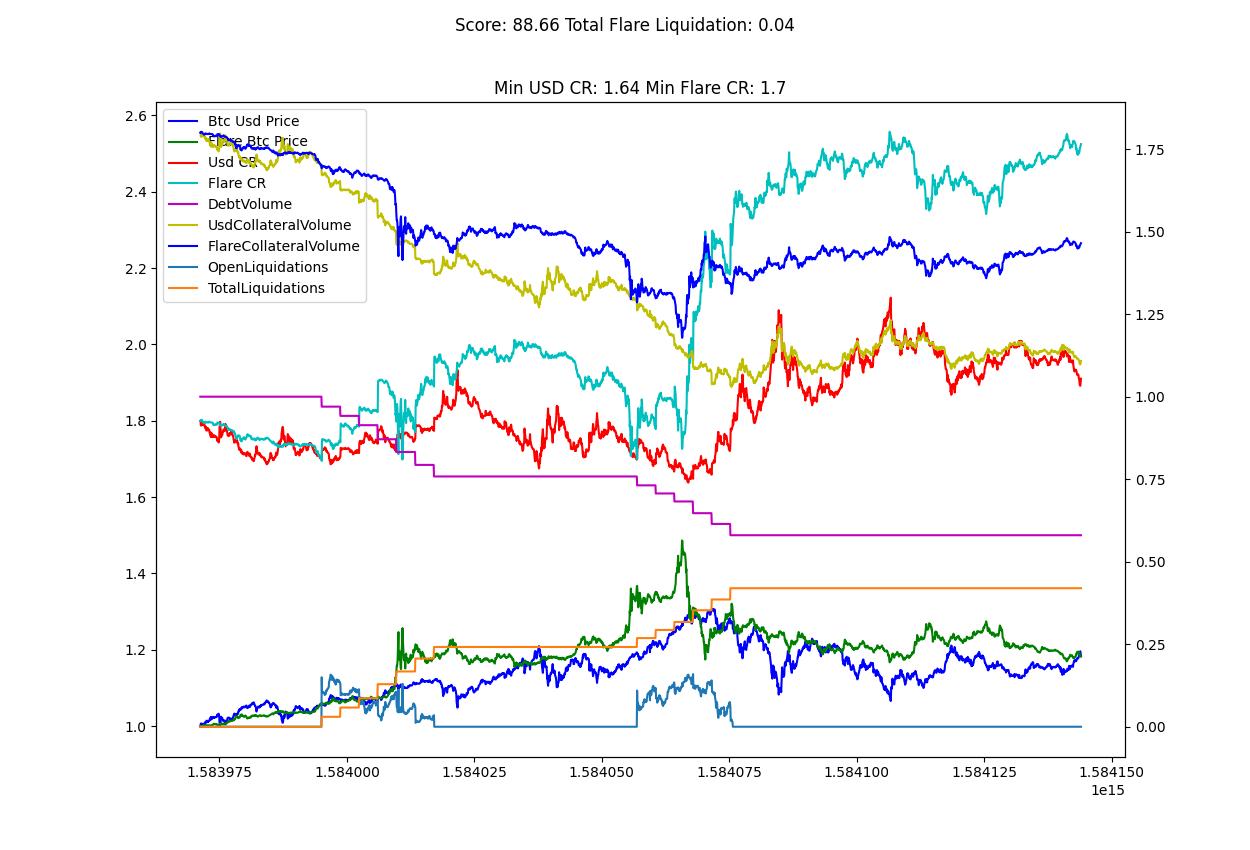 Score: 88.66 Total Flare Liquidation: 0.04
Min USD CR: 1.64 Min Flare CR: 1.7
Btc Usd Price
Flare Btc Price
Usd CR
Flare CR
DebtVolume
UsdCollateralVolume
FlareCollateralVolume
OpenLiquidations
TotalLiquidations
2.6
2.4
2.2
2.0
1.8
1.6
1.4
1.2
1.0
1.75
1.50
1.25
1.00
0.75
0.50
0.25
0.00
1.583975 1.584000 1.584025 1.584050 1.584075 1.584100 1.584125 1.584150
1e15